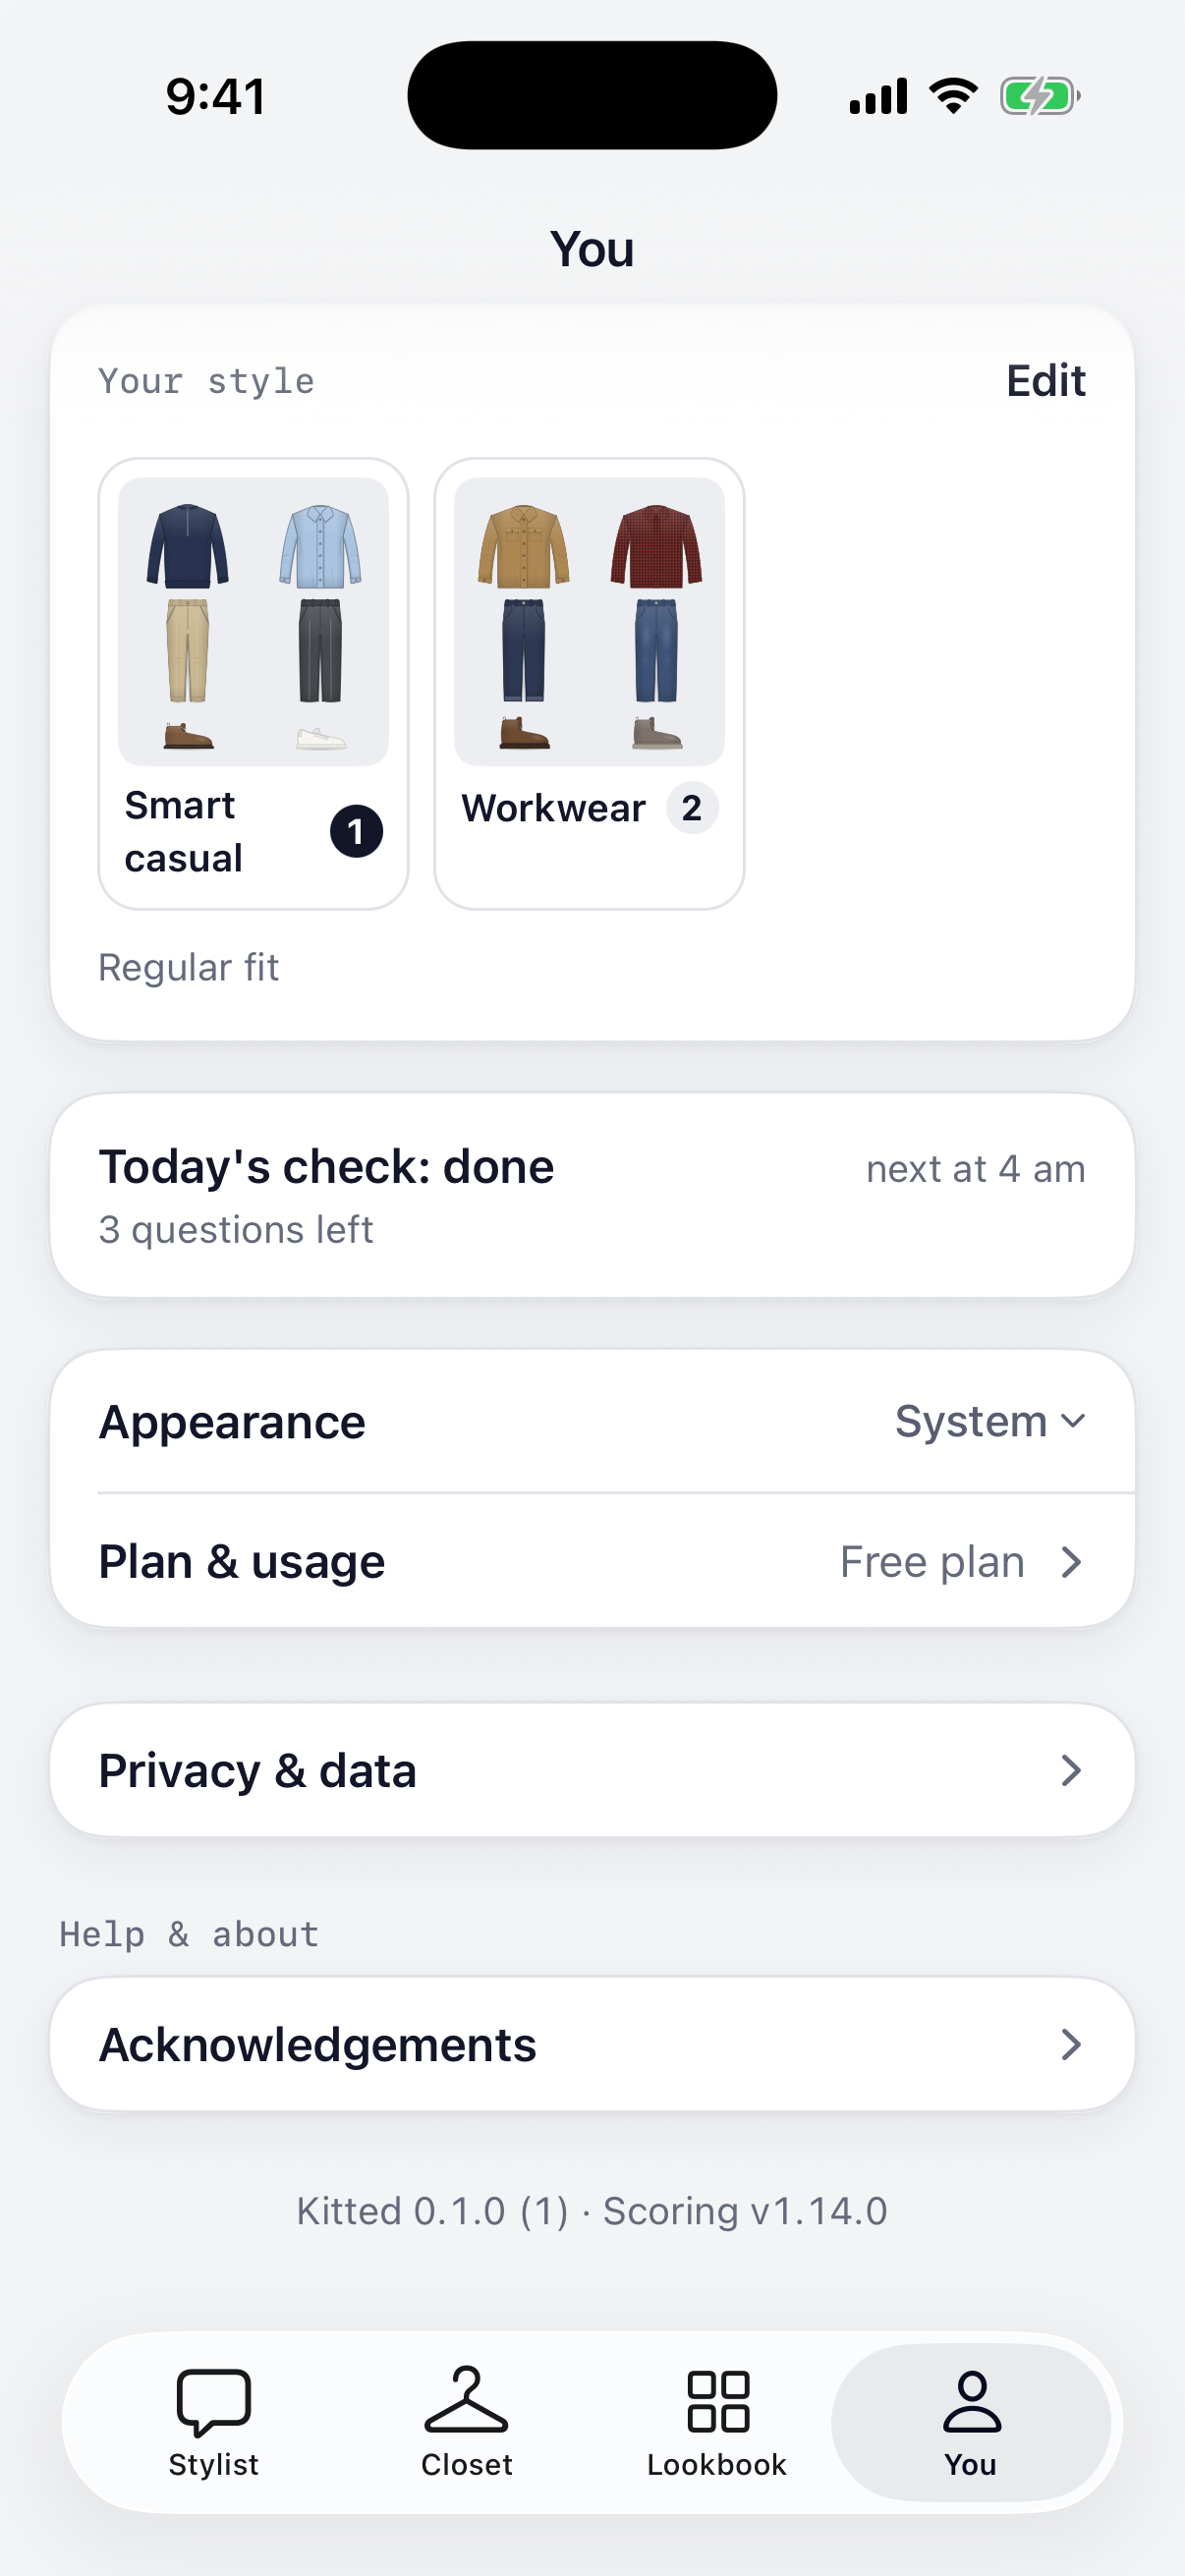 9:41
You
Your style
Edit
Smart
casual
1
Workwear
2
Regular fit
Today's check: done
next at 4 am
3 questions left
Appearance
System
Plan & usage
Free plan
Privacy & data
Help & about
Acknowledgements
Kitted 0.1.0 (1) · Scoring v1.14.0
Stylist
Closet
Lookbook
You